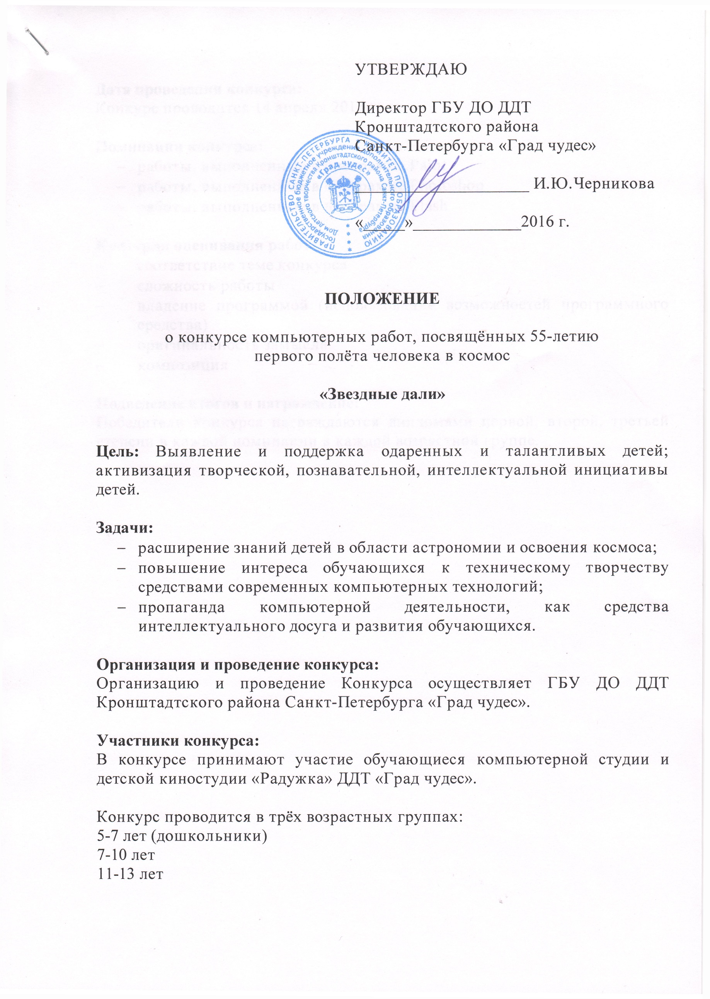 УТВЕРЖДАЮ
Директор ГБУ ДО ДДТ
Кронштадтского района
Санкт-Петербурга «Град чудес»
____________________ И.Ю.Черникова
«_____»_____________2016 г.
ПРАВИТЕЛЬСТВО САНКТ-ПЕТЕРБУРГА * КОМИТЕТ ПО ОБРАЗОВАНИЮ
Государственное бюджетное учреждение дополнительного образования
Дом детского творчества Кронштадтского района Санкт-Петербурга
«Град чудес»
ПОЛОЖЕНИЕ
о конкурсе компьютерных работ, посвящённых 55-летию
первого полёта человека в космос
«Звездные дали»
Цель: Выявление и поддержка одаренных и талантливых детей;
активизация творческой, познавательной, интеллектуальной инициативы
детей.
Задачи:
– расширение знаний детей в области астрономии и освоения космоса;
– повышение интереса обучающихся к техническому творчеству
средствами современных компьютерных технологий;
– пропаганда компьютерной деятельности, как средства
интеллектуального досуга и развития обучающихся.
Организация и проведение конкурса:
Организацию и проведение Конкурса осуществляет ГБУ ДО ДДТ
Кронштадтского района Санкт-Петербурга «Град чудес».
Участники конкурса:
В конкурсе принимают участие обучающиеся компьютерной студии и
детской киностудии «Радужка» ДДТ «Град чудес».
Конкурс проводится в трёх возрастных группах:
5-7 лет (дошкольники)
7-10 лет
11-13 лет